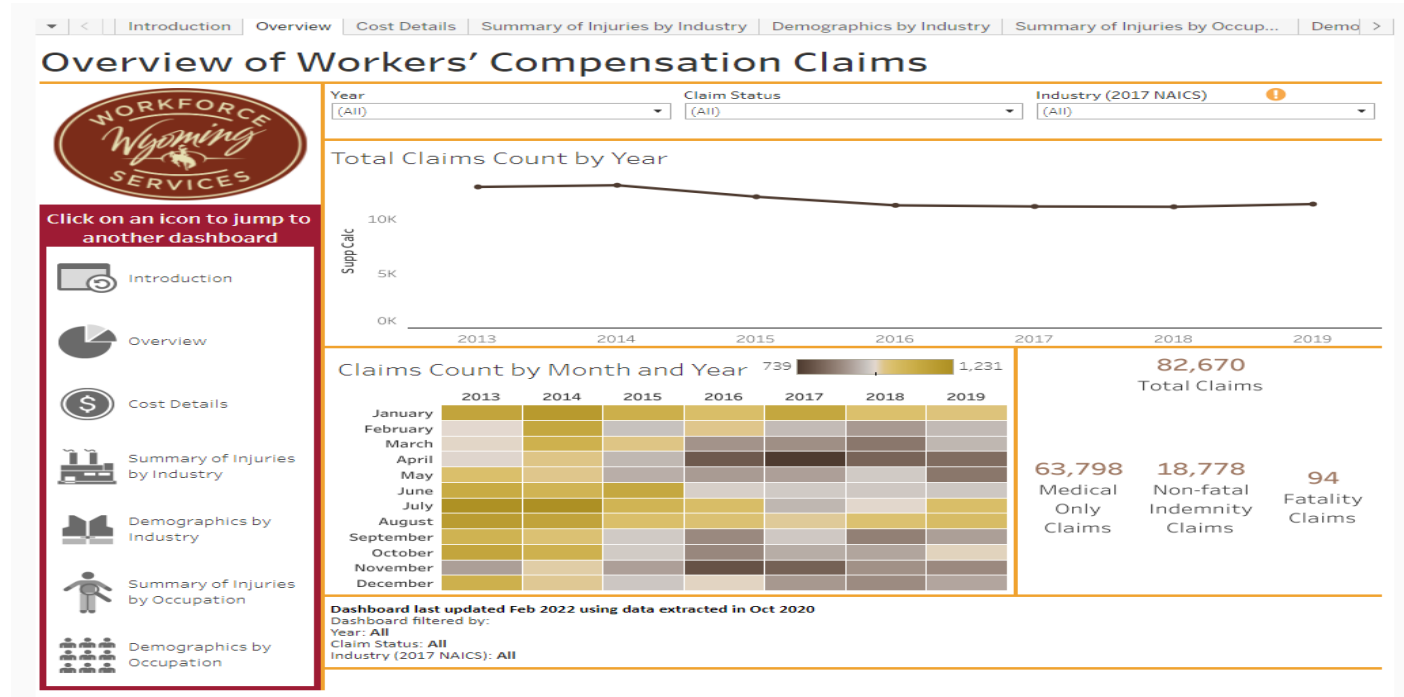 Introduction Overview Cost Details Summary of Injuries by Industry Demographics by Industry Summary of Injuries by Occup... Demo
Overview of Workers' Compensation Claims
WORKFORCE
Wyoming
SERVICES
Click on an icon to jump to
another dashboard
Introduction
Overview
$
Cost Details
Summary of Injuries
by Industry
Demographics by
Industry
Summary of Injuries
by Occupation
Demographics by
Occupation
Year Claim Status Industry (2017 NAICS)
(All) (All) (All)
Total Claims Count by Year
Supp Calc
10K
5K
0K
2013 2014 2015 2016 2017 2018 2019
Claims Count by Month and Year 739 1,231
2013 2014 2015 2016 2017 2018 2019
January
February
March
April
May
June
July
August
September
October
November
December
82,670
Total Claims
63,798
Medical
Only
Claims
18,778
Non-fatal
Indemnity
Claims
94
Fatality
Claims
Dashboard last updated Feb 2022 using data extracted in Oct 2020
Dashboard filtered by:
Year: All
Claim Status: All
Industry (2017 NAICS): All